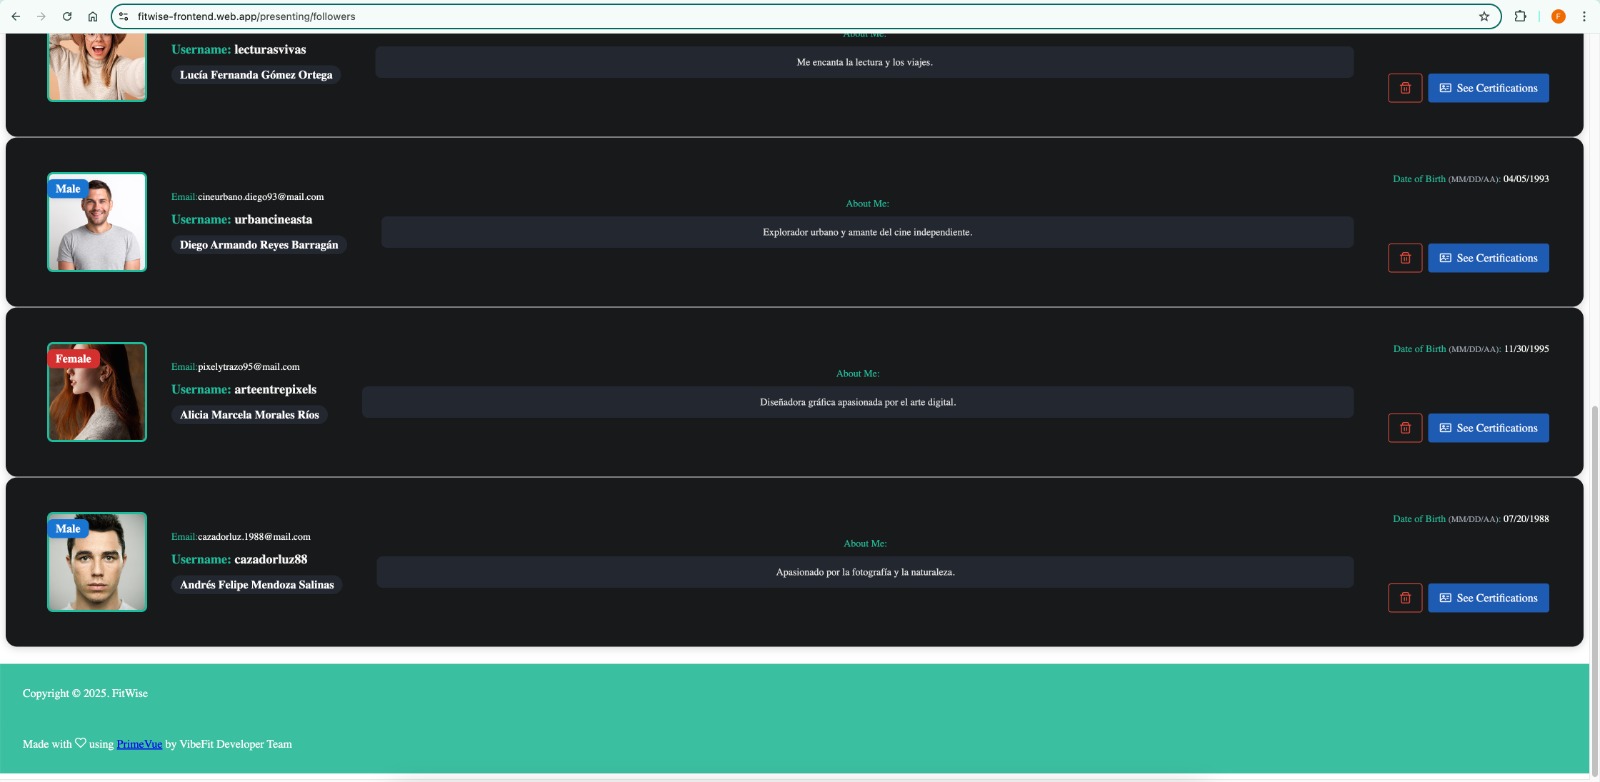 fitwise-frontend.web.app/presenting/followers
F
About Me:
Username: lecturasvivas
Me encanta la lectura y los viajes.
Lucía Fernanda Gómez Ortega
See Certifications
Male
Date of Birth (MM/DD/AA): 04/05/1993
Email:cineurbano.diego93@mail.com
About Me:
Username: urbancineasta
Explorador urbano y amante del cine independiente.
Diego Armando Reyes Barragán
See Certifications
Female
Date of Birth (MM/DD/AA): 11/30/1995
Email:pixelytrazo95@mail.com
About Me:
Username: arteentrepixels
Diseñadora gráfica apasionada por el arte digital.
Alicia Marcela Morales Ríos
See Certifications
Male
Date of Birth (MM/DD/AA): 07/20/1988
Email:cazadorluz.1988@mail.com
About Me:
Username: cazadorluz88
Apasionado por la fotografía y la naturaleza.
Andrés Felipe Mendoza Salinas
See Certifications
Copyright © 2025. FitWise
Made with ♡ using PrimeVue by VibeFit Developer Team